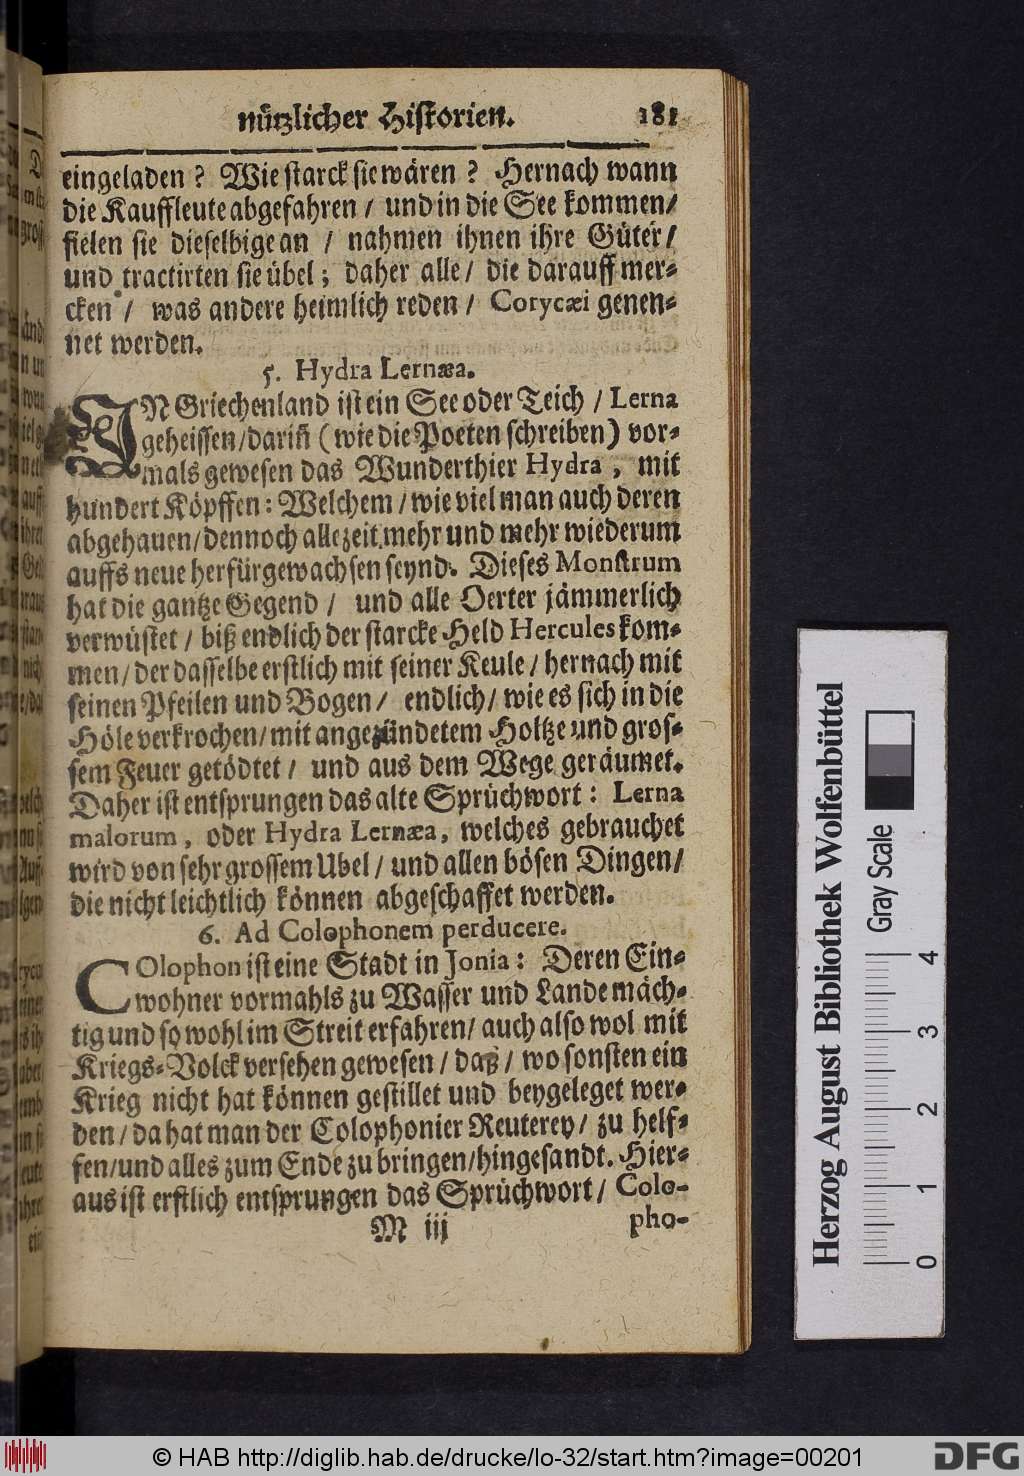 nützlicher Historien. 181
eingeladen? Wie starck sie wären? Hernach wann
die Kauffleute abgefahren / und in die See kommen/
fielen sie dieselbige an / nahmen ihnen ihre Güter/
und tractirten sie übel; daher alle/ die darauff mer-
cken / was andere heimlich reden / Corycæi genen-
net werden.
5. Hydra Lernæa.
IN Griechenland ist ein See oder Teich / Lerna
geheissen/darin̄ (wie die Poeten schreiben) vor-
mals gewesen das Wunderthier Hydra, mit
hundert Köpffen: Welchem / wie viel man auch deren
abgehauen/dennoch allezeit mehr und mehr wiederum
auffs neue herfürgewachsen seynd. Dieses Monstrum
hat die gantze Gegend / und alle Oerter jämmerlich
verwüstet / biß endlich der starcke Held Hercules kom-
men / der dasselbe erstlich mit seiner Keule / hernach mit
seinen Pfeilen und Bogen/ endlich/ wie es sich in die
Höle verkrochen/mit angezündetem Holtze und gros-
sem Feuer getödtet / und aus dem Wege geräumet.
Daher ist entsprungen das alte Sprüchwort: Lerna
malorum, oder Hydra Lernæa, welches gebrauchet
wird von sehr grossem Ubel / und allen bösen Dingen/
die nicht leichtlich können abgeschaffet werden.
6. Ad Colophonem perducere.
COlophon ist eine Stadt in Jonia: Deren Ein-
wohner vormahls zu Wasser und Lande mäch-
tig und so wohl im Streit erfahren/ auch also wol mit
Kriegs-Volck versehen gewesen / daß / wo sonsten ein
Krieg nicht hat können gestillet und beygeleget wer-
den / da hat man der Colophonier Reuterey / zu helf-
fen/und alles zum Ende zu bringen/hingesandt. Hier-
aus ist erstlich entsprungen das Sprüchwort / Colo-
M iij pho-
Herzog August Bibliothek Wolfenbüttel
Gray Scale
0 1 2 3 4
© HAB http://diglib.hab.de/drucke/lo-32/start.htm?image=00201
DFG